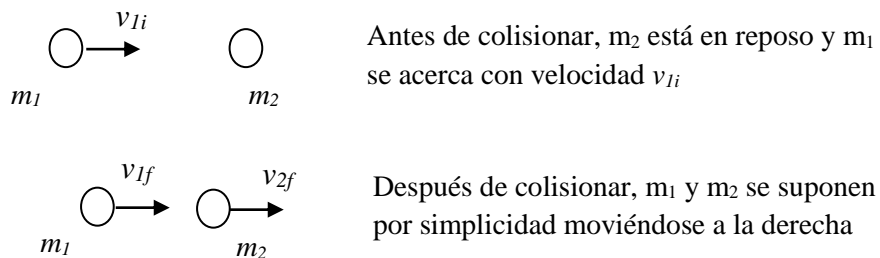 v1i
Antes de colisionar, m2 está en reposo y m1
se acerca con velocidad v1i
m1
m2
v1f
v2f
Después de colisionar, m1 y m2 se suponen
por simplicidad moviéndose a la derecha
m1
m2